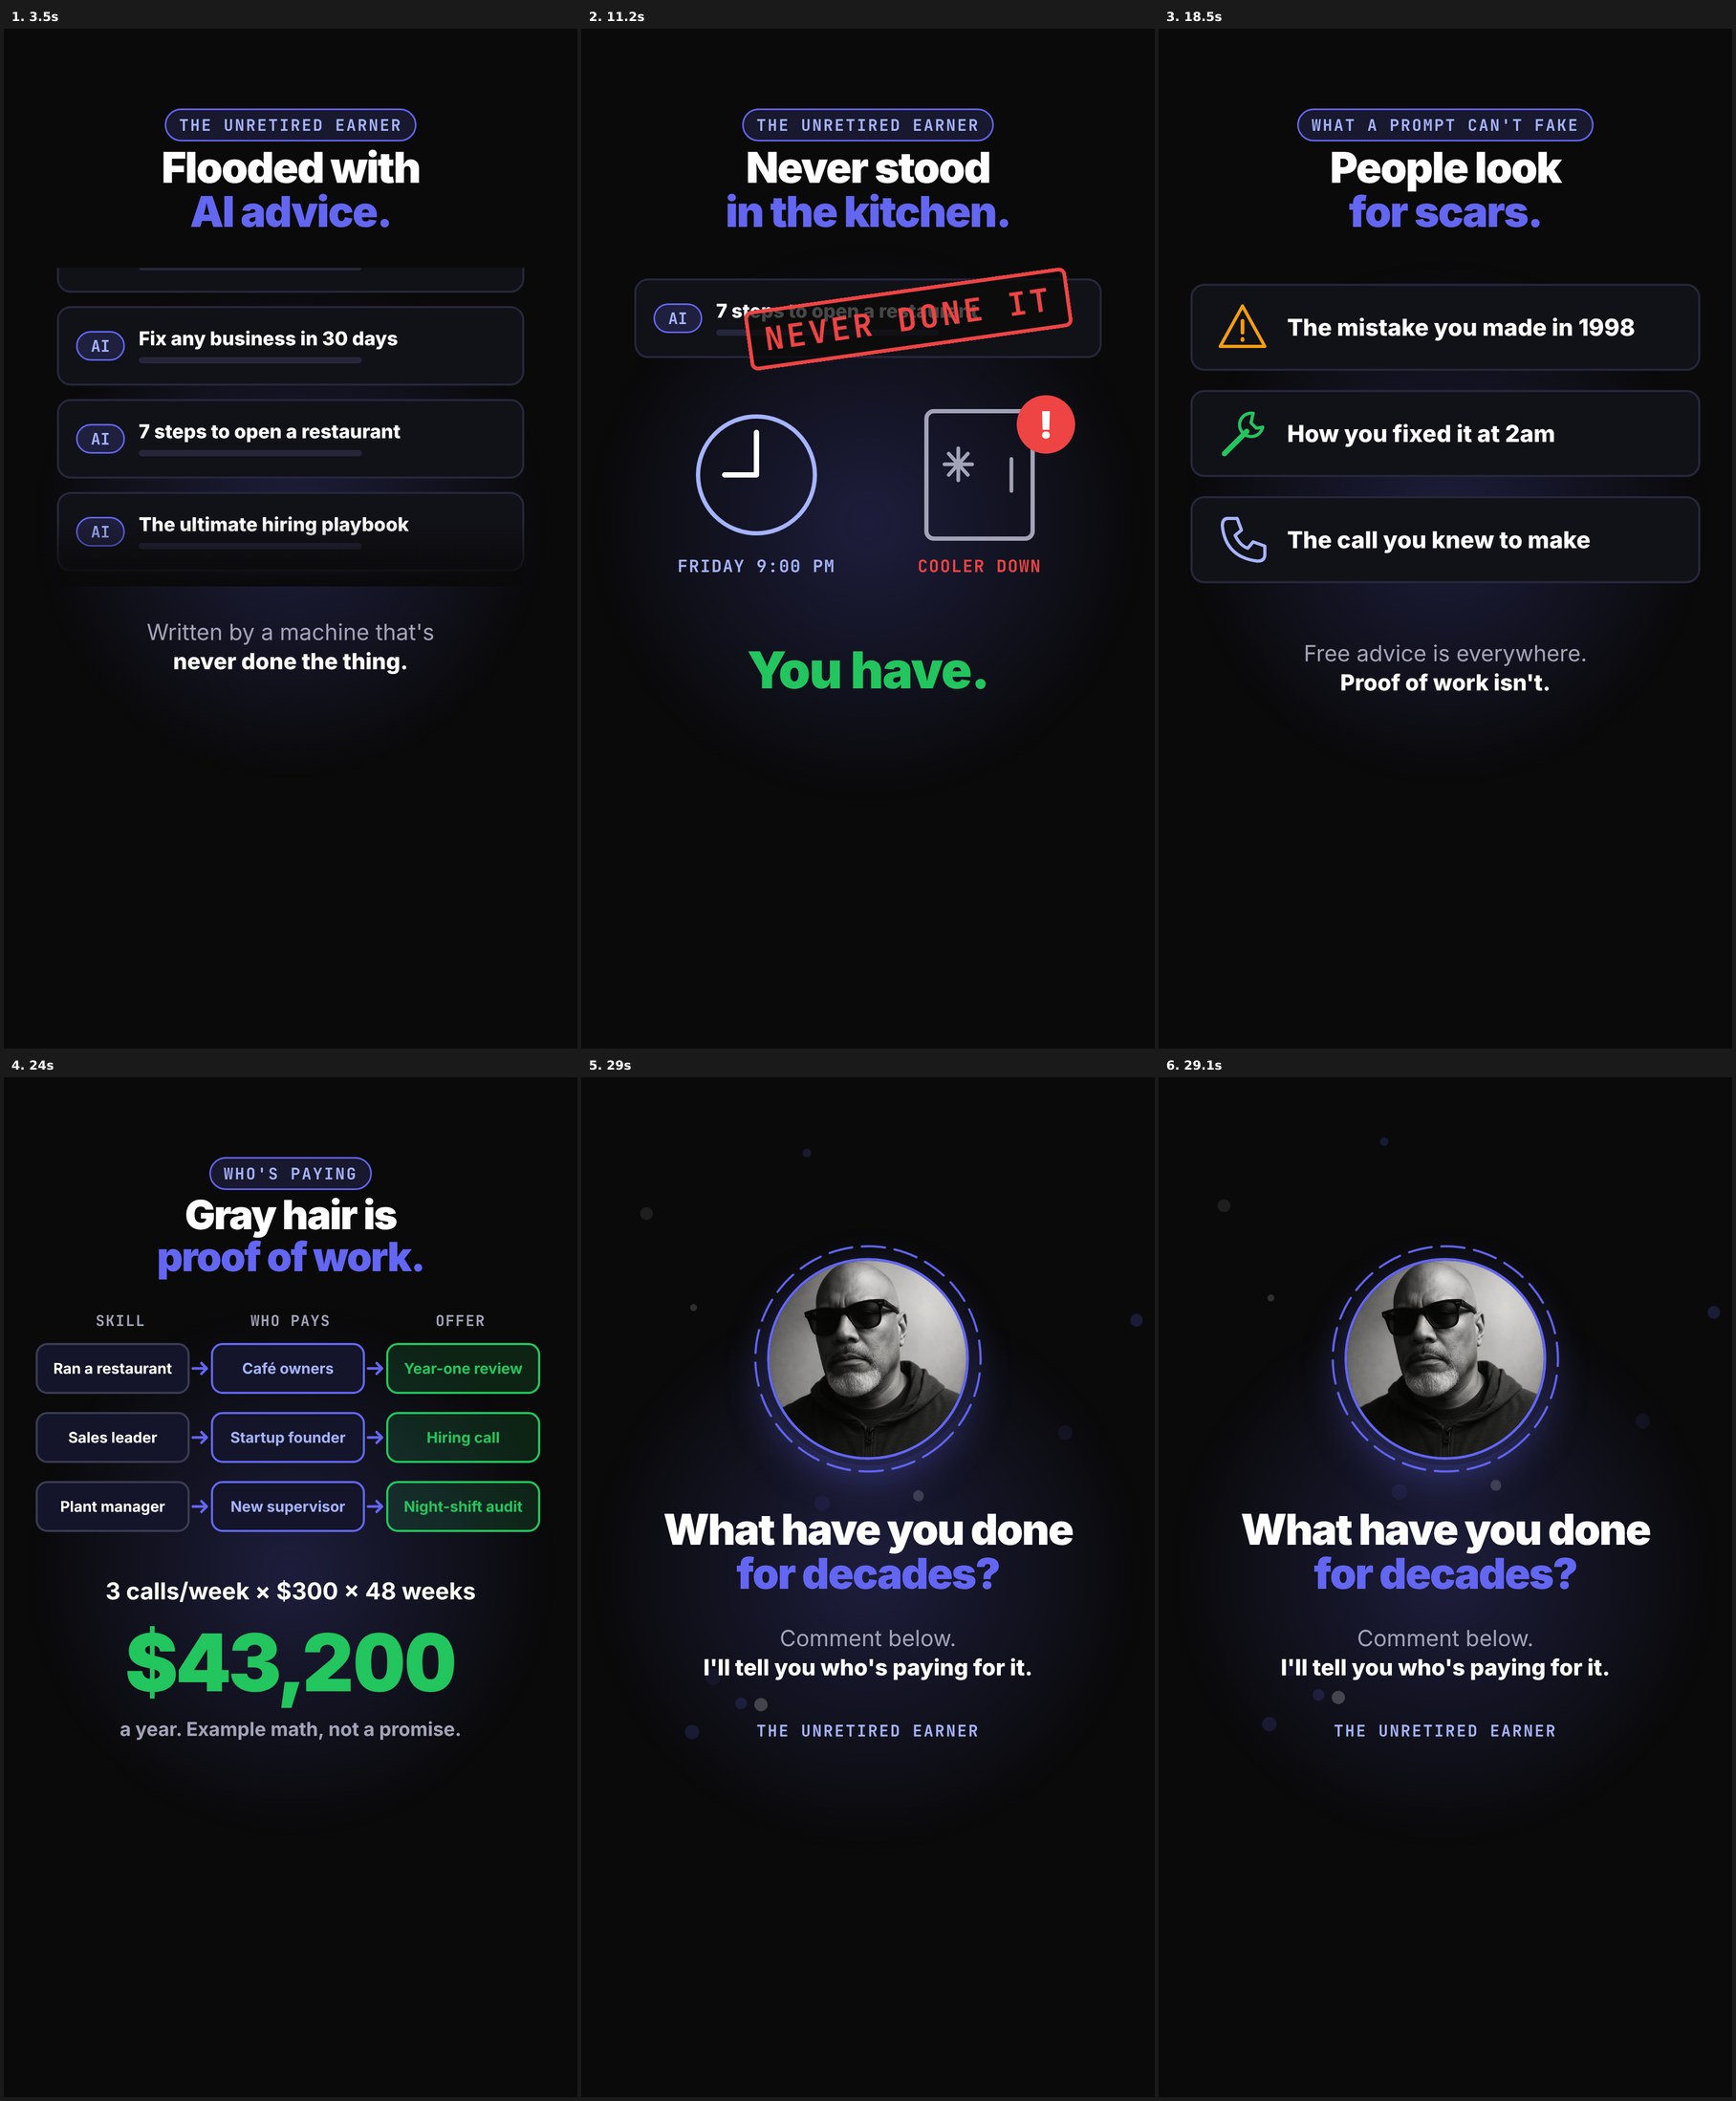 1. 3.5s
THE UNRETIRED EARNER
Flooded with
AI advice.
AI
Fix any business in 30 days
AI
7 steps to open a restaurant
AI
The ultimate hiring playbook
Written by a machine that's
never done the thing.
2. 11.2s
THE UNRETIRED EARNER
Never stood
in the kitchen.
AI
7 steps to open a restaurant
NEVER DONE IT
!
FRIDAY 9:00 PM
COOLER DOWN
You have.
3. 18.5s
WHAT A PROMPT CAN'T FAKE
People look
for scars.
The mistake you made in 1998
How you fixed it at 2am
The call you knew to make
Free advice is everywhere.
Proof of work isn't.
4. 24s
WHO'S PAYING
Gray hair is
proof of work.
SKILL WHO PAYS OFFER
Ran a restaurant → Café owners → Year-one review
Sales leader → Startup founder → Hiring call
Plant manager → New supervisor → Night-shift audit
3 calls/week × $300 × 48 weeks
$43,200
a year. Example math, not a promise.
5. 29s
What have you done
for decades?
Comment below.
I'll tell you who's paying for it.
THE UNRETIRED EARNER
6. 29.1s
What have you done
for decades?
Comment below.
I'll tell you who's paying for it.
THE UNRETIRED EARNER